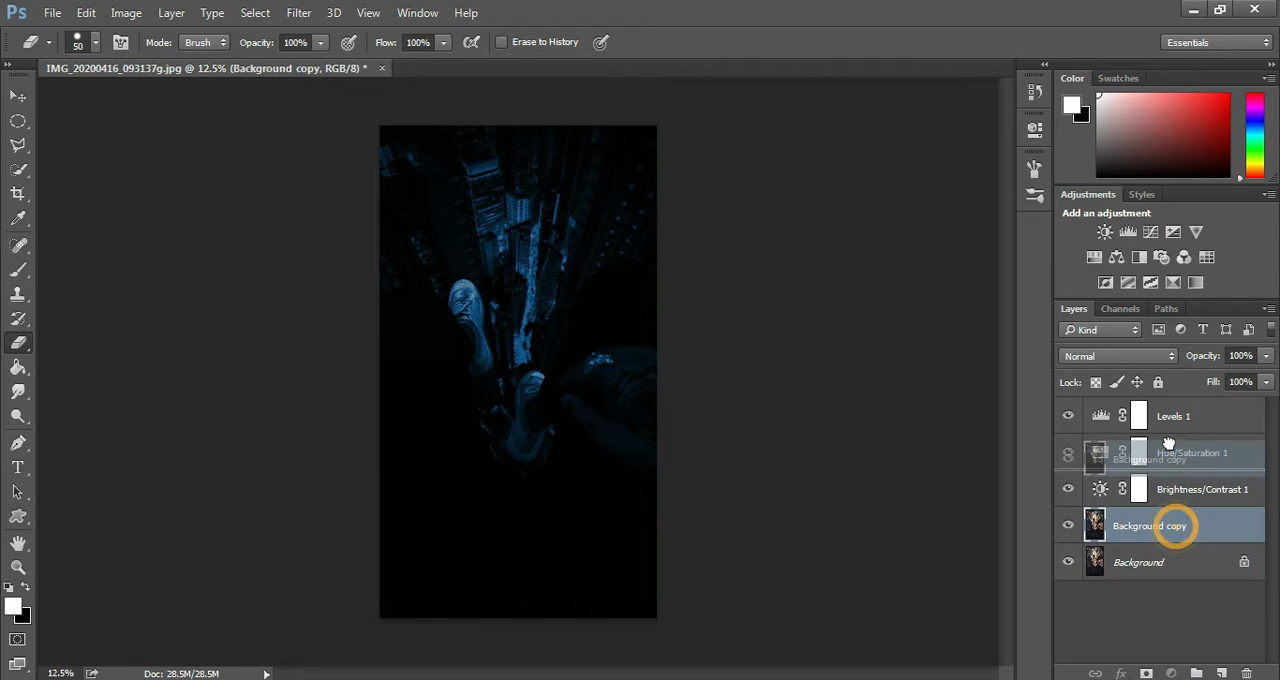 Ps File Edit Image Layer Type Select Filter 3D View Window Help
50 Mode: Brush Opacity: 100% Flow: 100% Erase to History Essentials
IMG_20200416_093137g.jpg @ 12.5% (Background copy, RGB/8) *
Color Swatches
Adjustments Styles
Add an adjustment
Layers Channels Paths
Kind
Normal Opacity: 100%
Lock: Fill: 100%
Levels 1
Hue/Saturation 1
Background copy
Brightness/Contrast 1
Background copy
Background
12.5% Doc: 28.5M/28.5M